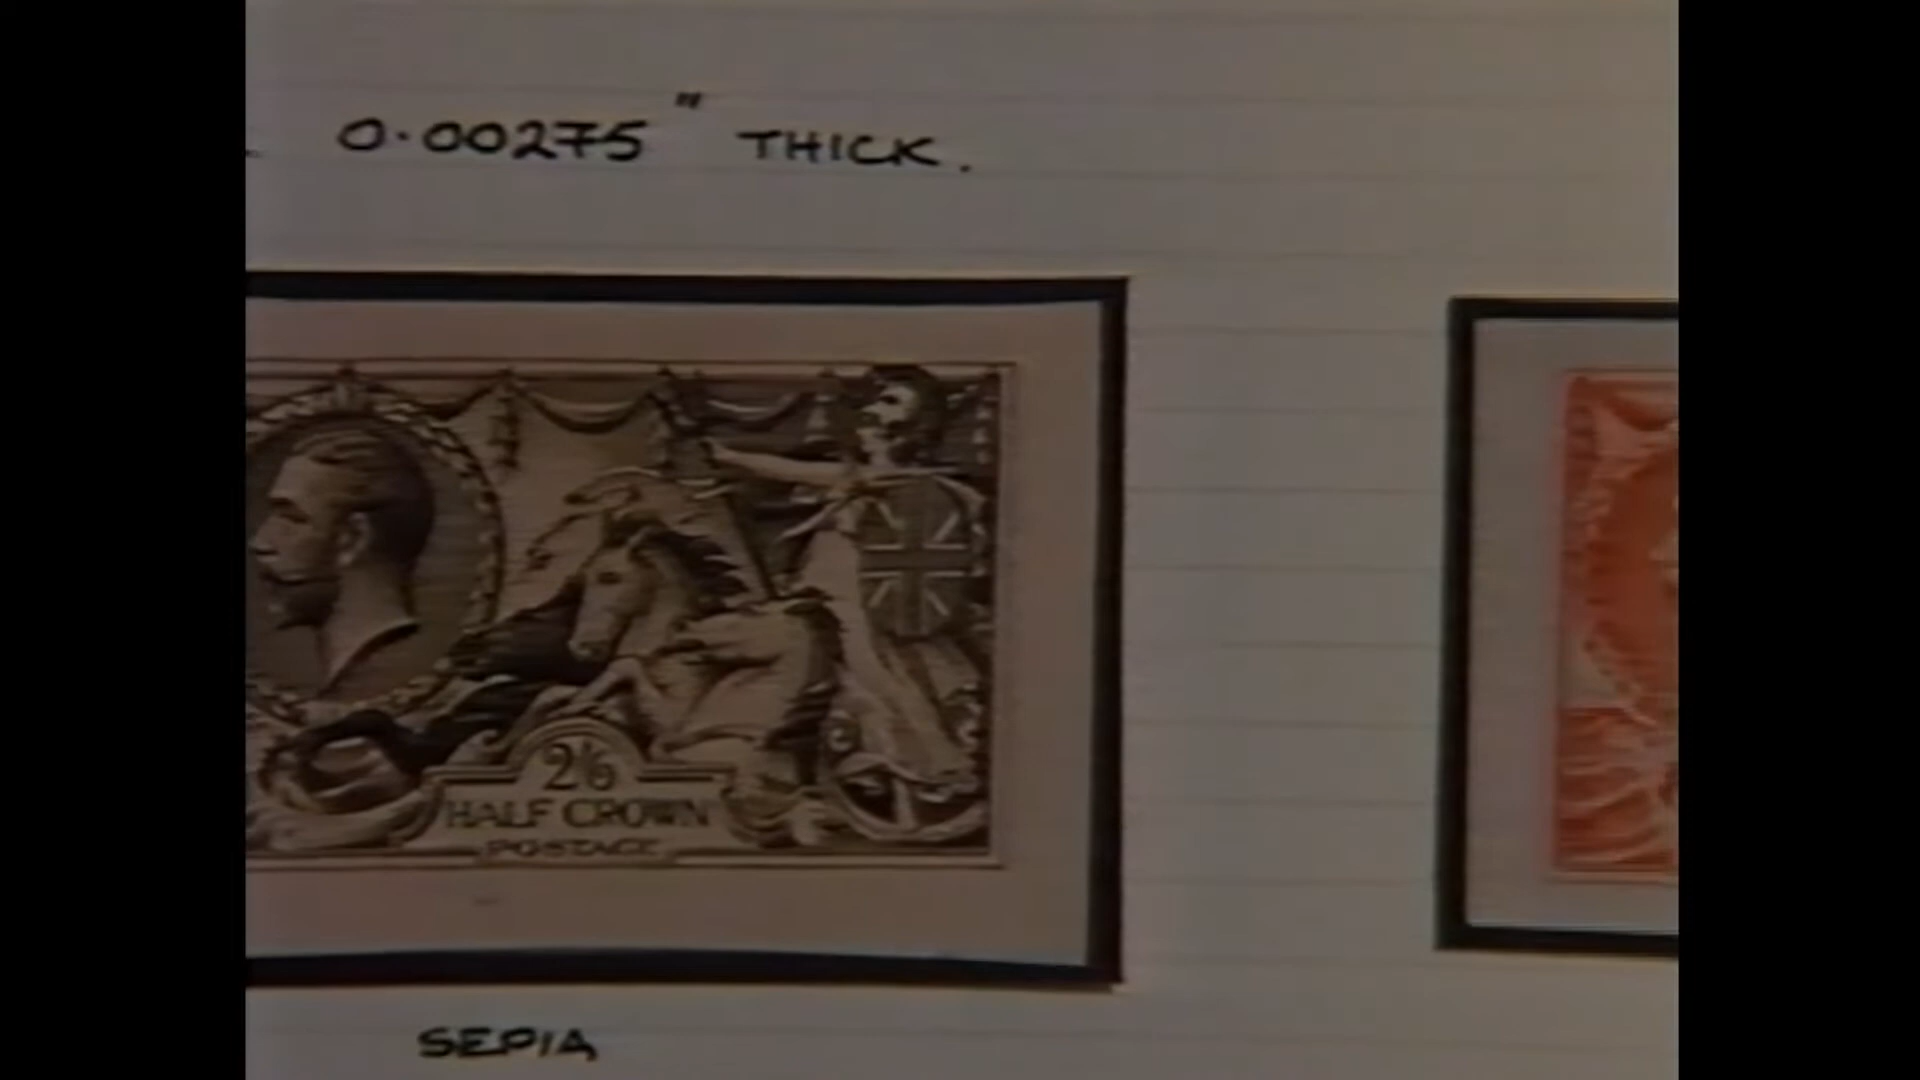 0.00275" THICK.
2/6
HALF CROWN
POSTAGE
SEPIA